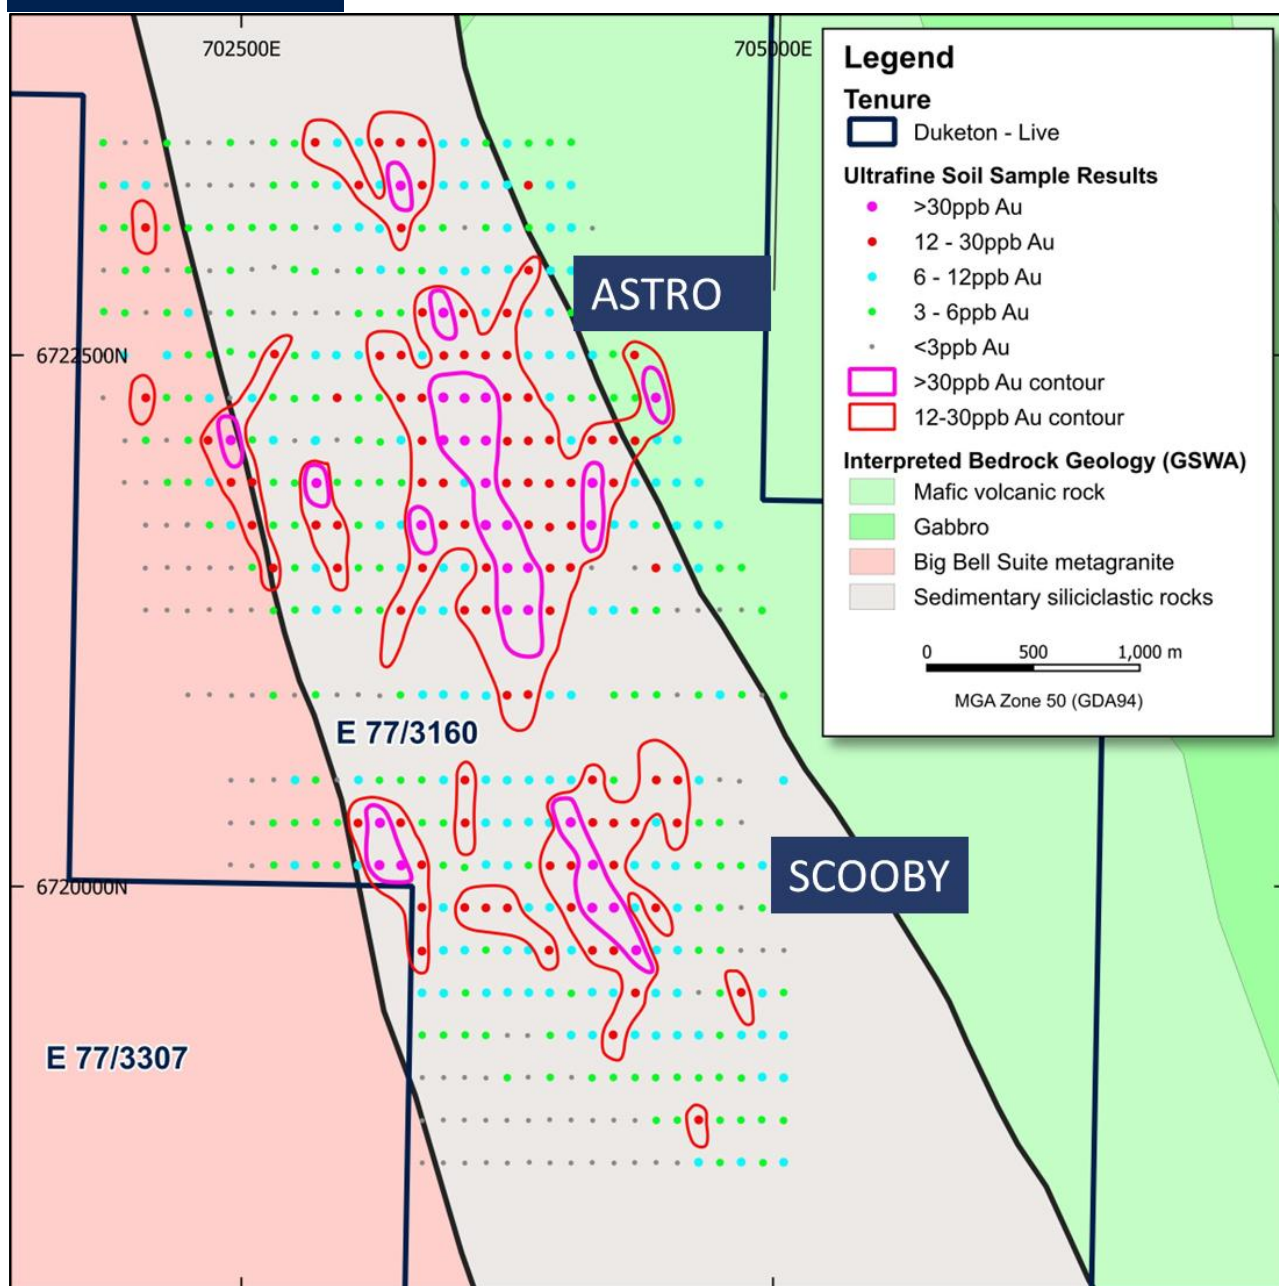 702500E
705000E
Legend
Tenure
Duketon - Live
Ultrafine Soil Sample Results
>30ppb Au
12 - 30ppb Au
6 - 12ppb Au
3 - 6ppb Au
<3ppb Au
>30ppb Au contour
12-30ppb Au contour
Interpreted Bedrock Geology (GSWA)
Mafic volcanic rock
Gabbro
Big Bell Suite metagranite
Sedimentary siliciclastic rocks
0 500 1,000 m
MGA Zone 50 (GDA94)
ASTRO
6722500N
E 77/3160
SCOOBY
6720000N
E 77/3307